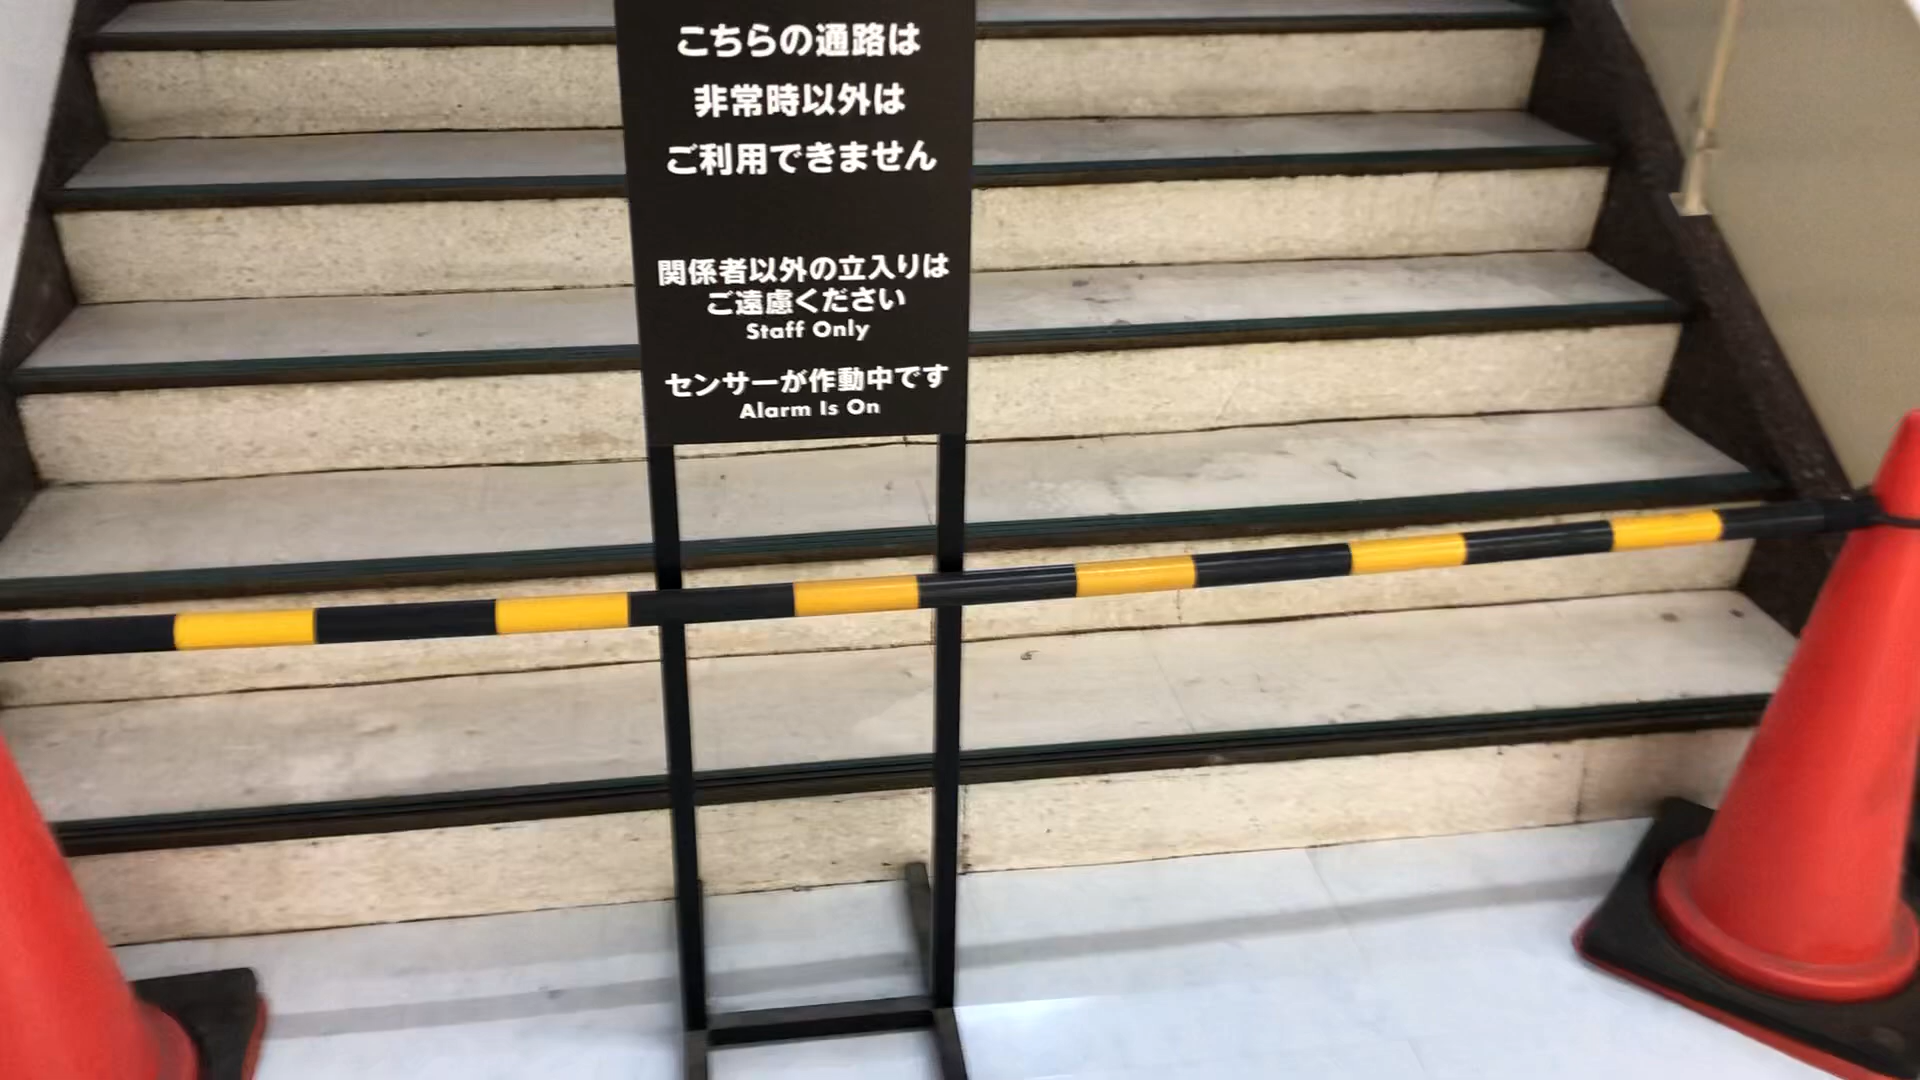 こちらの通路は
非常時以外は
ご利用できません
関係者以外の立入りは
ご遠慮ください
Staff Only
センサーが作動中です
Alarm Is On